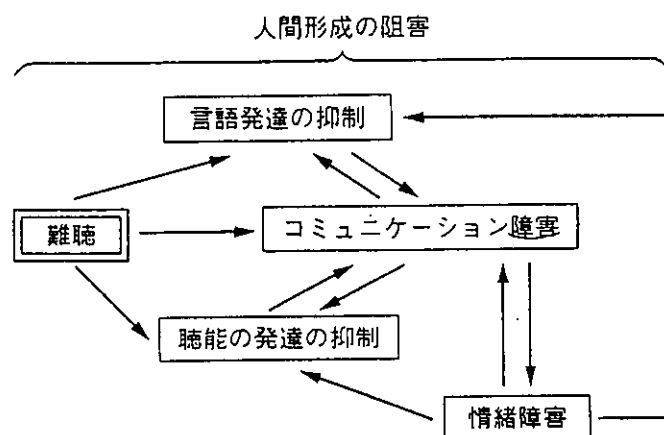 人間形成の阻害
言語発達の抑制
難聴
コミュニケーション障害
聴能の発達の抑制
情緒障害